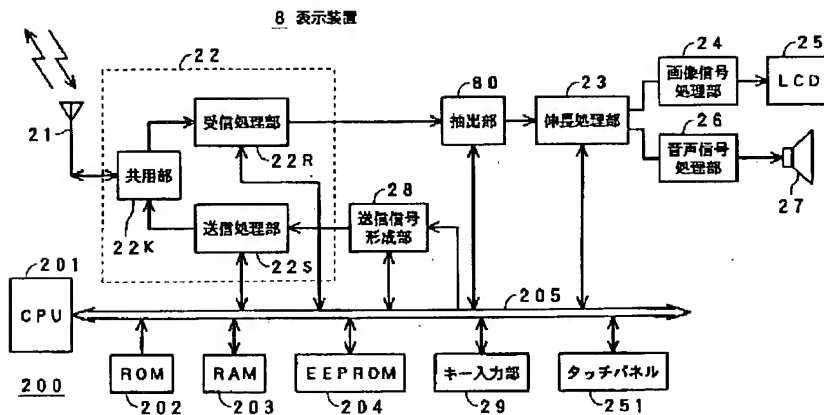 8 表示装置
22
24
25
画像信号
処理部
LCD
80
23
21
受信処理部
抽出部
伸長処理部
26
22R
共用部
音声信号
処理部
28
27
送信処理部
送信信号
形成部
22K
22S
201
205
CPU
200
ROM
RAM
EEPROM
キー入力部
タッチパネル
202
203
204
29
251